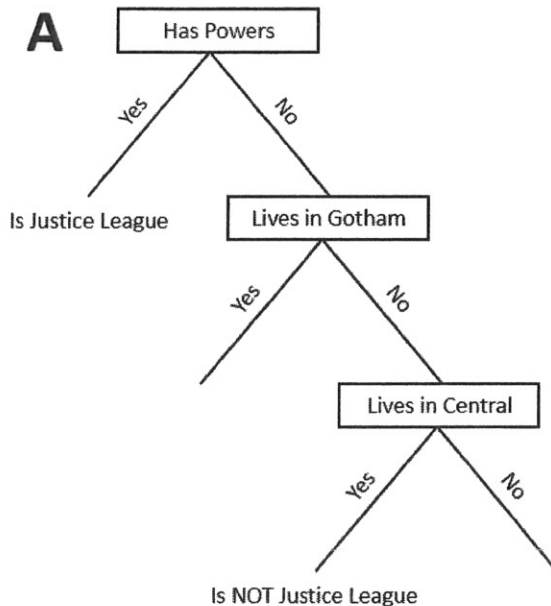 A
Has Powers
Yes
No
Is Justice League
Lives in Gotham
Yes
No
Lives in Central
Yes
No
Is NOT Justice League